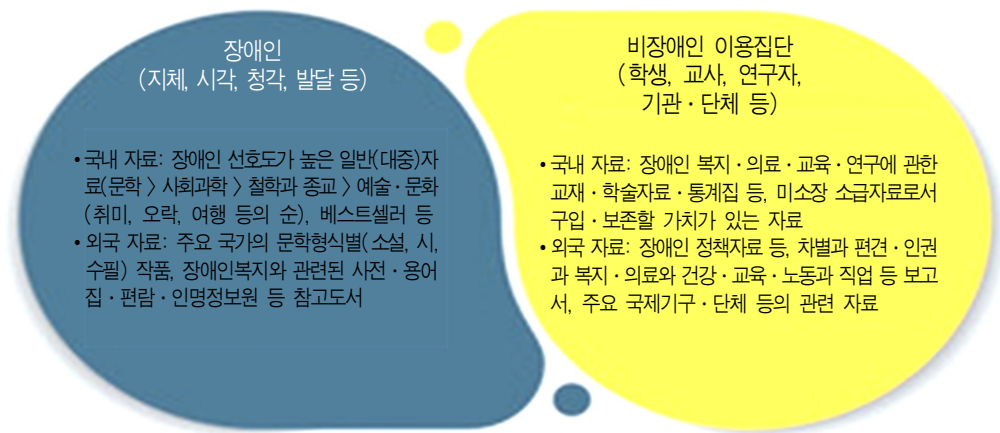 장애인
(지체, 시각, 청각, 발달 등)
• 국내 자료: 장애인 선호도가 높은 일반(대중)자
료(문학 > 사회과학 > 철학과 종교 > 예술·문화
(취미, 오락, 여행 등의 순), 베스트셀러 등
• 외국 자료: 주요 국가의 문학형식별(소설, 시,
수필) 작품, 장애인복지와 관련된 사전·용어
집·편람·인명정보원 등 참고도서
비장애인 이용집단
(학생, 교사, 연구자,
기관·단체 등)
• 국내 자료: 장애인 복지·의료·교육·연구에 관한
교재·학술자료·통계집 등, 미소장 소급자료로서
구입·보존할 가치가 있는 자료
• 외국 자료: 장애인 정책자료 등, 차별과 편견·인권
과 복지·의료와 건강·교육·노동과 직업 등 보고
서, 주요 국제기구·단체 등의 관련 자료